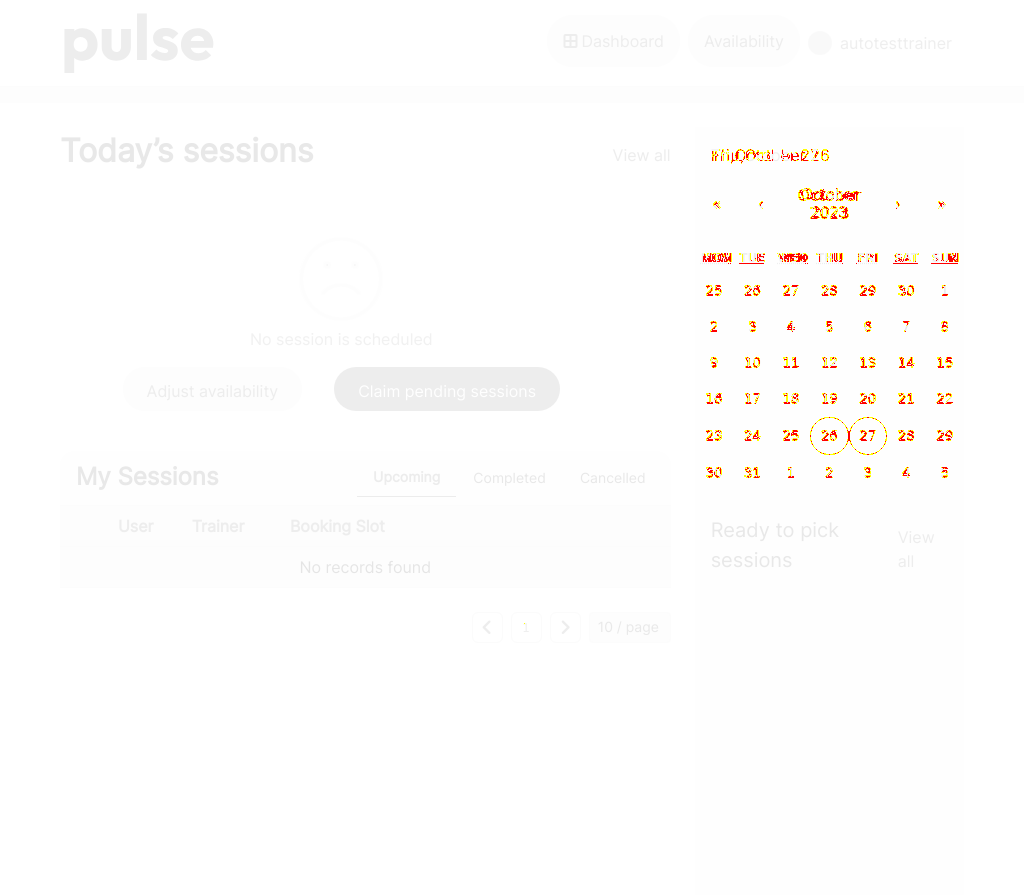 pulse
Dashboard
Availability
autotesttrainer
Today's sessions
View all
October
2023
MON TUE WED THU FRI SAT SUN
25 26 27 28 29 30 1
2 3 4 5 6 7 8
9 10 11 12 13 14 15
16 17 18 19 20 21 22
23 24 25 26 27 28 29
30 31 1 2 3 4 5
No session is scheduled
Adjust availability
Claim pending sessions
My Sessions
Upcoming
Completed
Cancelled
User
Trainer
Booking Slot
No records found
Ready to pick
sessions
View
all
1
10 / page